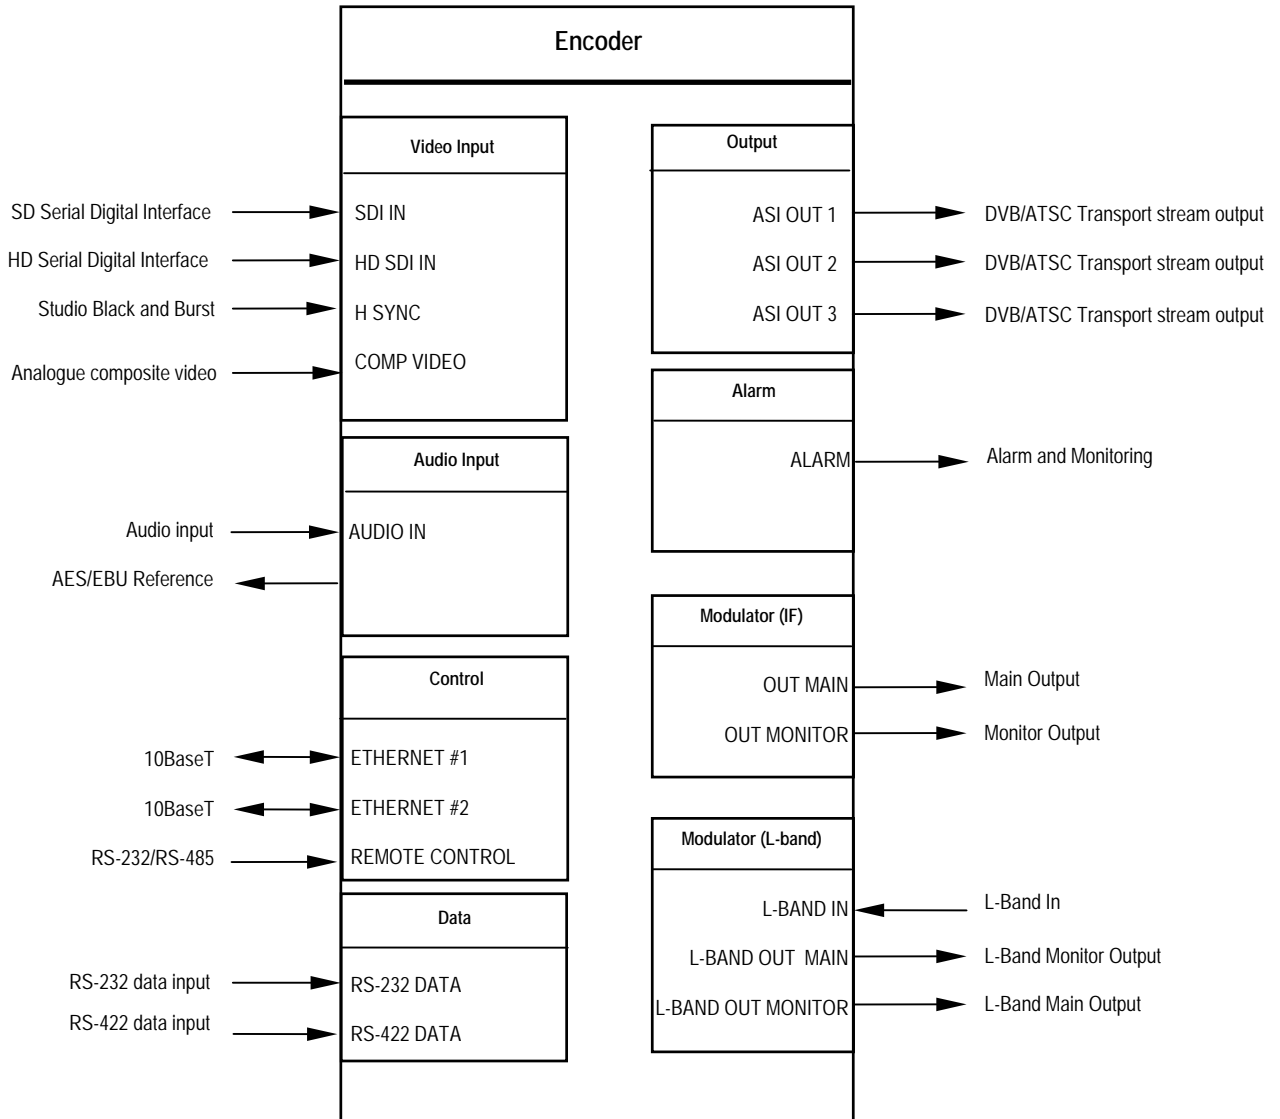 Encoder
Video Input
SD Serial Digital Interface
SDI IN
HD Serial Digital Interface
HD SDI IN
Studio Black and Burst
H SYNC
Analogue composite video
COMP VIDEO
Audio Input
Audio input
AUDIO IN
AES/EBU Reference
Control
10BaseT
ETHERNET #1
10BaseT
ETHERNET #2
RS-232/RS-485
REMOTE CONTROL
Data
RS-232 data input
RS-232 DATA
RS-422 data input
RS-422 DATA
Output
ASI OUT 1
DVB/ATSC Transport stream output
ASI OUT 2
DVB/ATSC Transport stream output
ASI OUT 3
DVB/ATSC Transport stream output
Alarm
ALARM
Alarm and Monitoring
Modulator (IF)
OUT MAIN
Main Output
OUT MONITOR
Monitor Output
Modulator (L-band)
L-BAND IN
L-Band In
L-BAND OUT MAIN
L-Band Monitor Output
L-BAND OUT MONITOR
L-Band Main Output